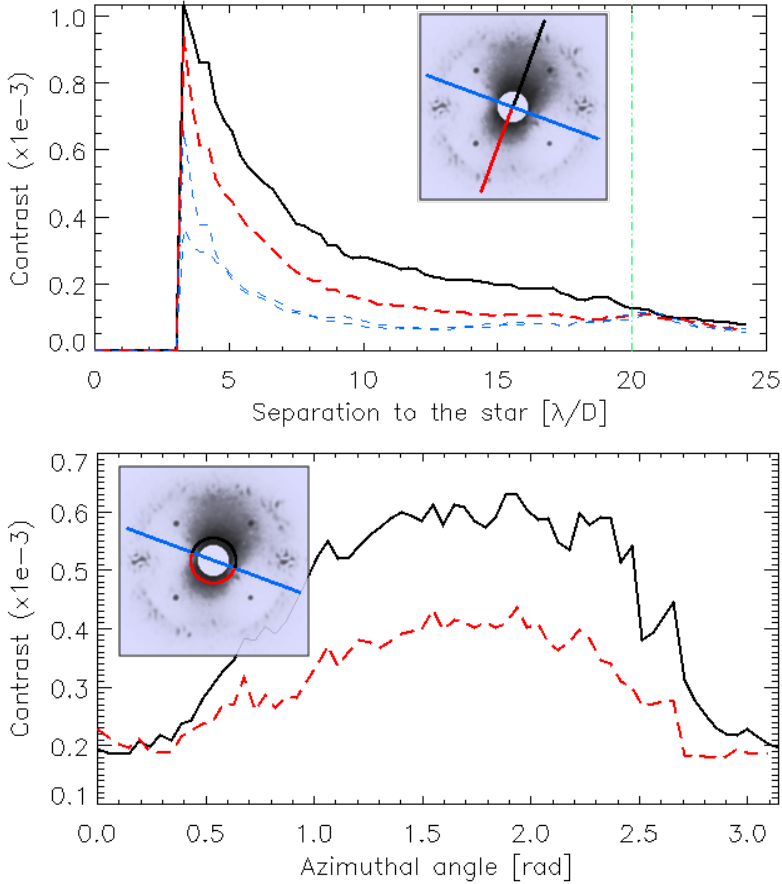 1.0
0.8
0.6
0.4
0.2
0.0
Contrast (x1e-3)
0 5 10 15 20 25
Separation to the star [λ/D]
0.7
0.6
0.5
0.4
0.3
0.2
0.1
Contrast (x1e-3)
0.0 0.5 1.0 1.5 2.0 2.5 3.0
Azimuthal angle [rad]